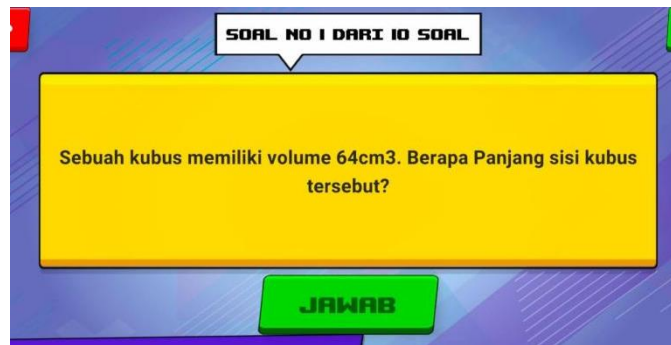 SOAL NO 1 DARI 10 SOAL
Sebuah kubus memiliki volume 64cm3. Berapa Panjang sisi kubus
tersebut?
JAWAB